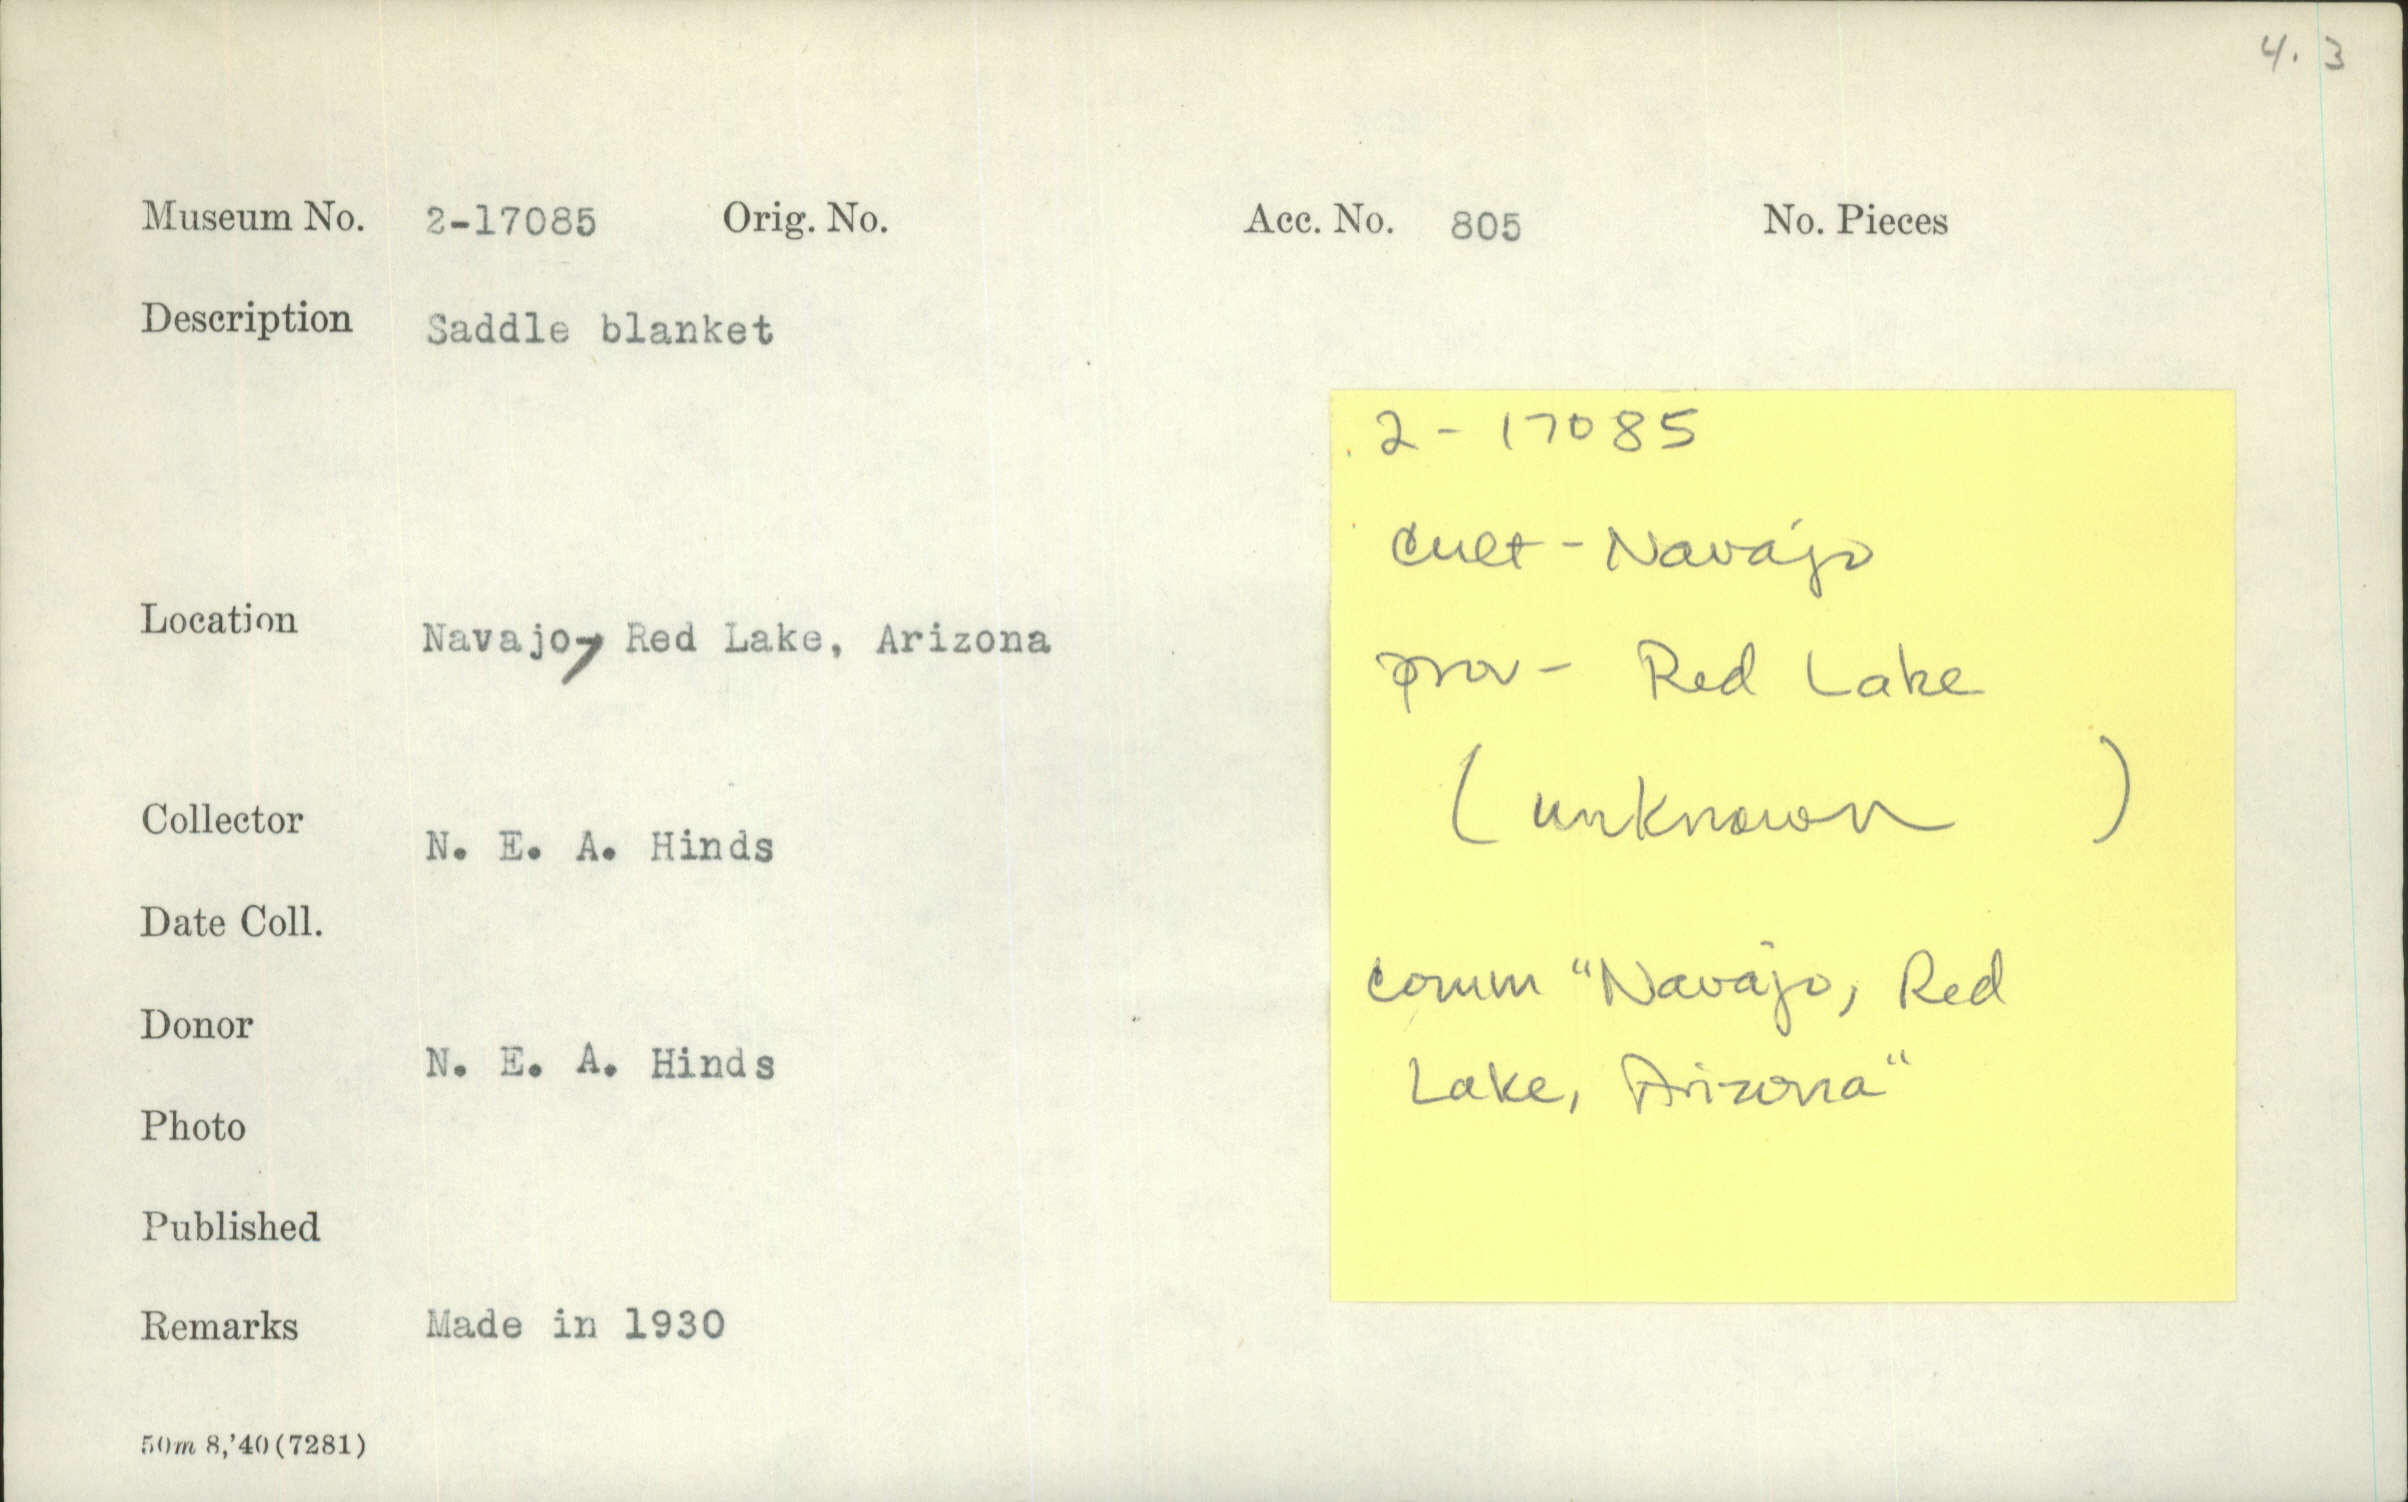 4.3
Museum No. 2-17085 Orig. No. Acc. No. 805 No. Pieces
Description Saddle blanket
Location Navajo, Red Lake, Arizona
Collector N. E. A. Hinds
Date Coll.
Donor N. E. A. Hinds
Photo
Published
Remarks Made in 1930
50m 8,'40(7281)
2-17085
Cult - Navajo
prov - Red Lake
(unknown )
Comm "Navajo, Red
Lake, Arizona"